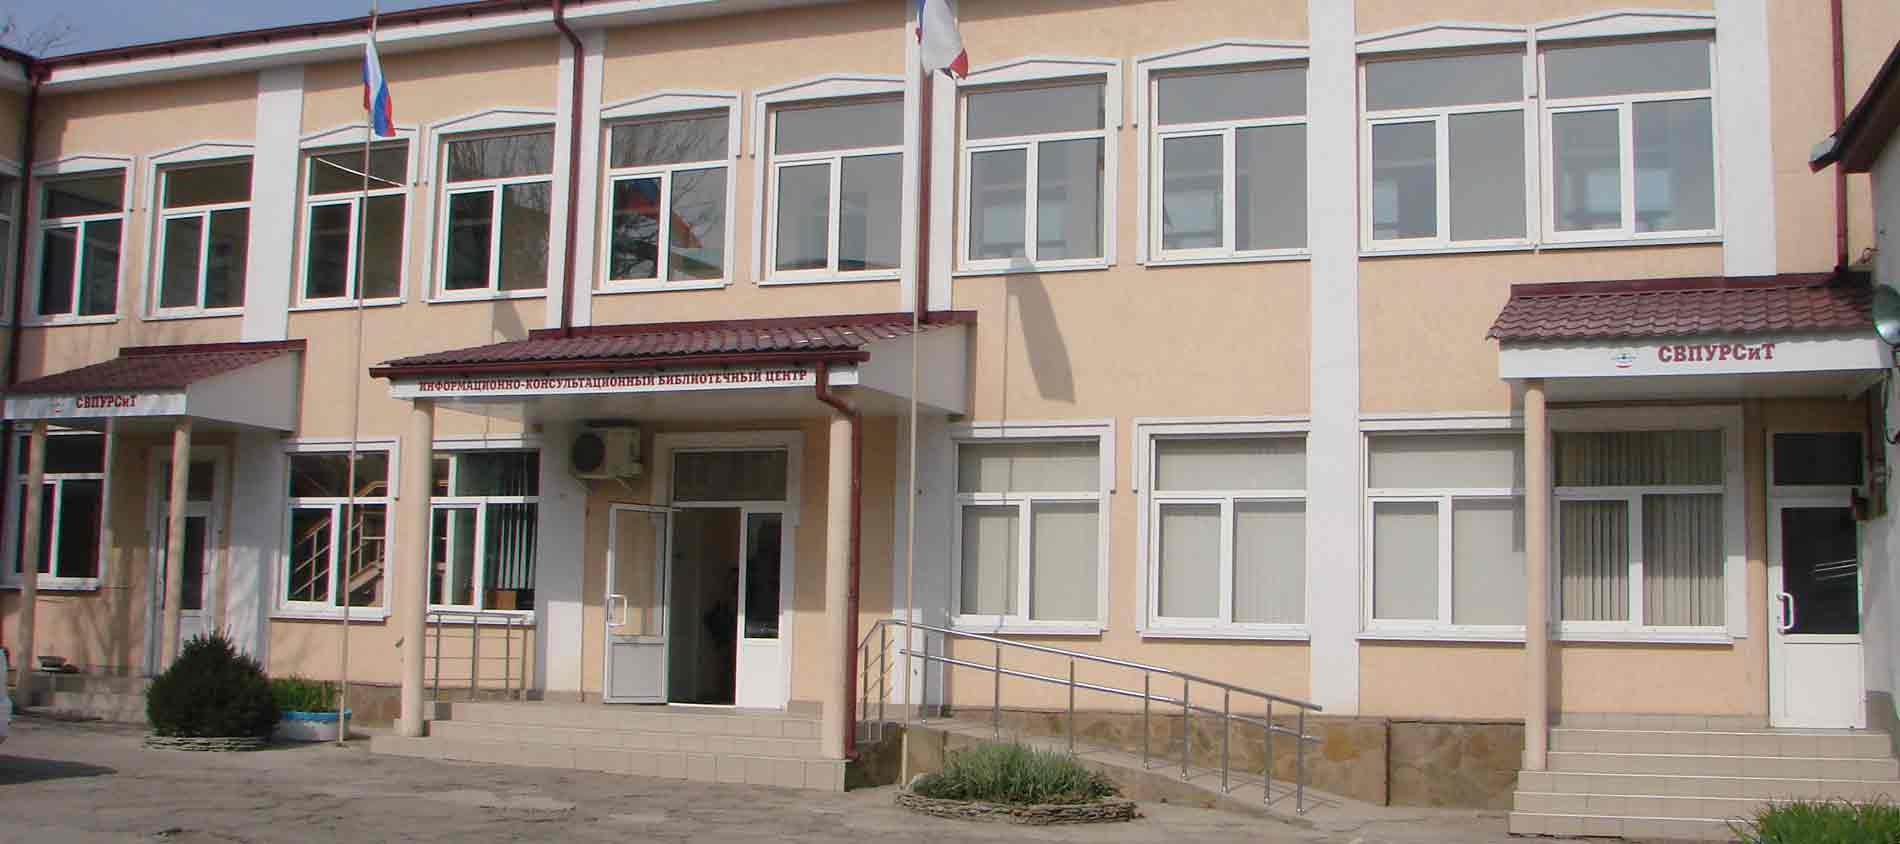 СВПУРСиТ
ИНФОРМАЦИОННО-КОНСУЛЬТАЦИОННЫЙ БИБЛИОТЕЧНЫЙ ЦЕНТР
СВПУРСиТ